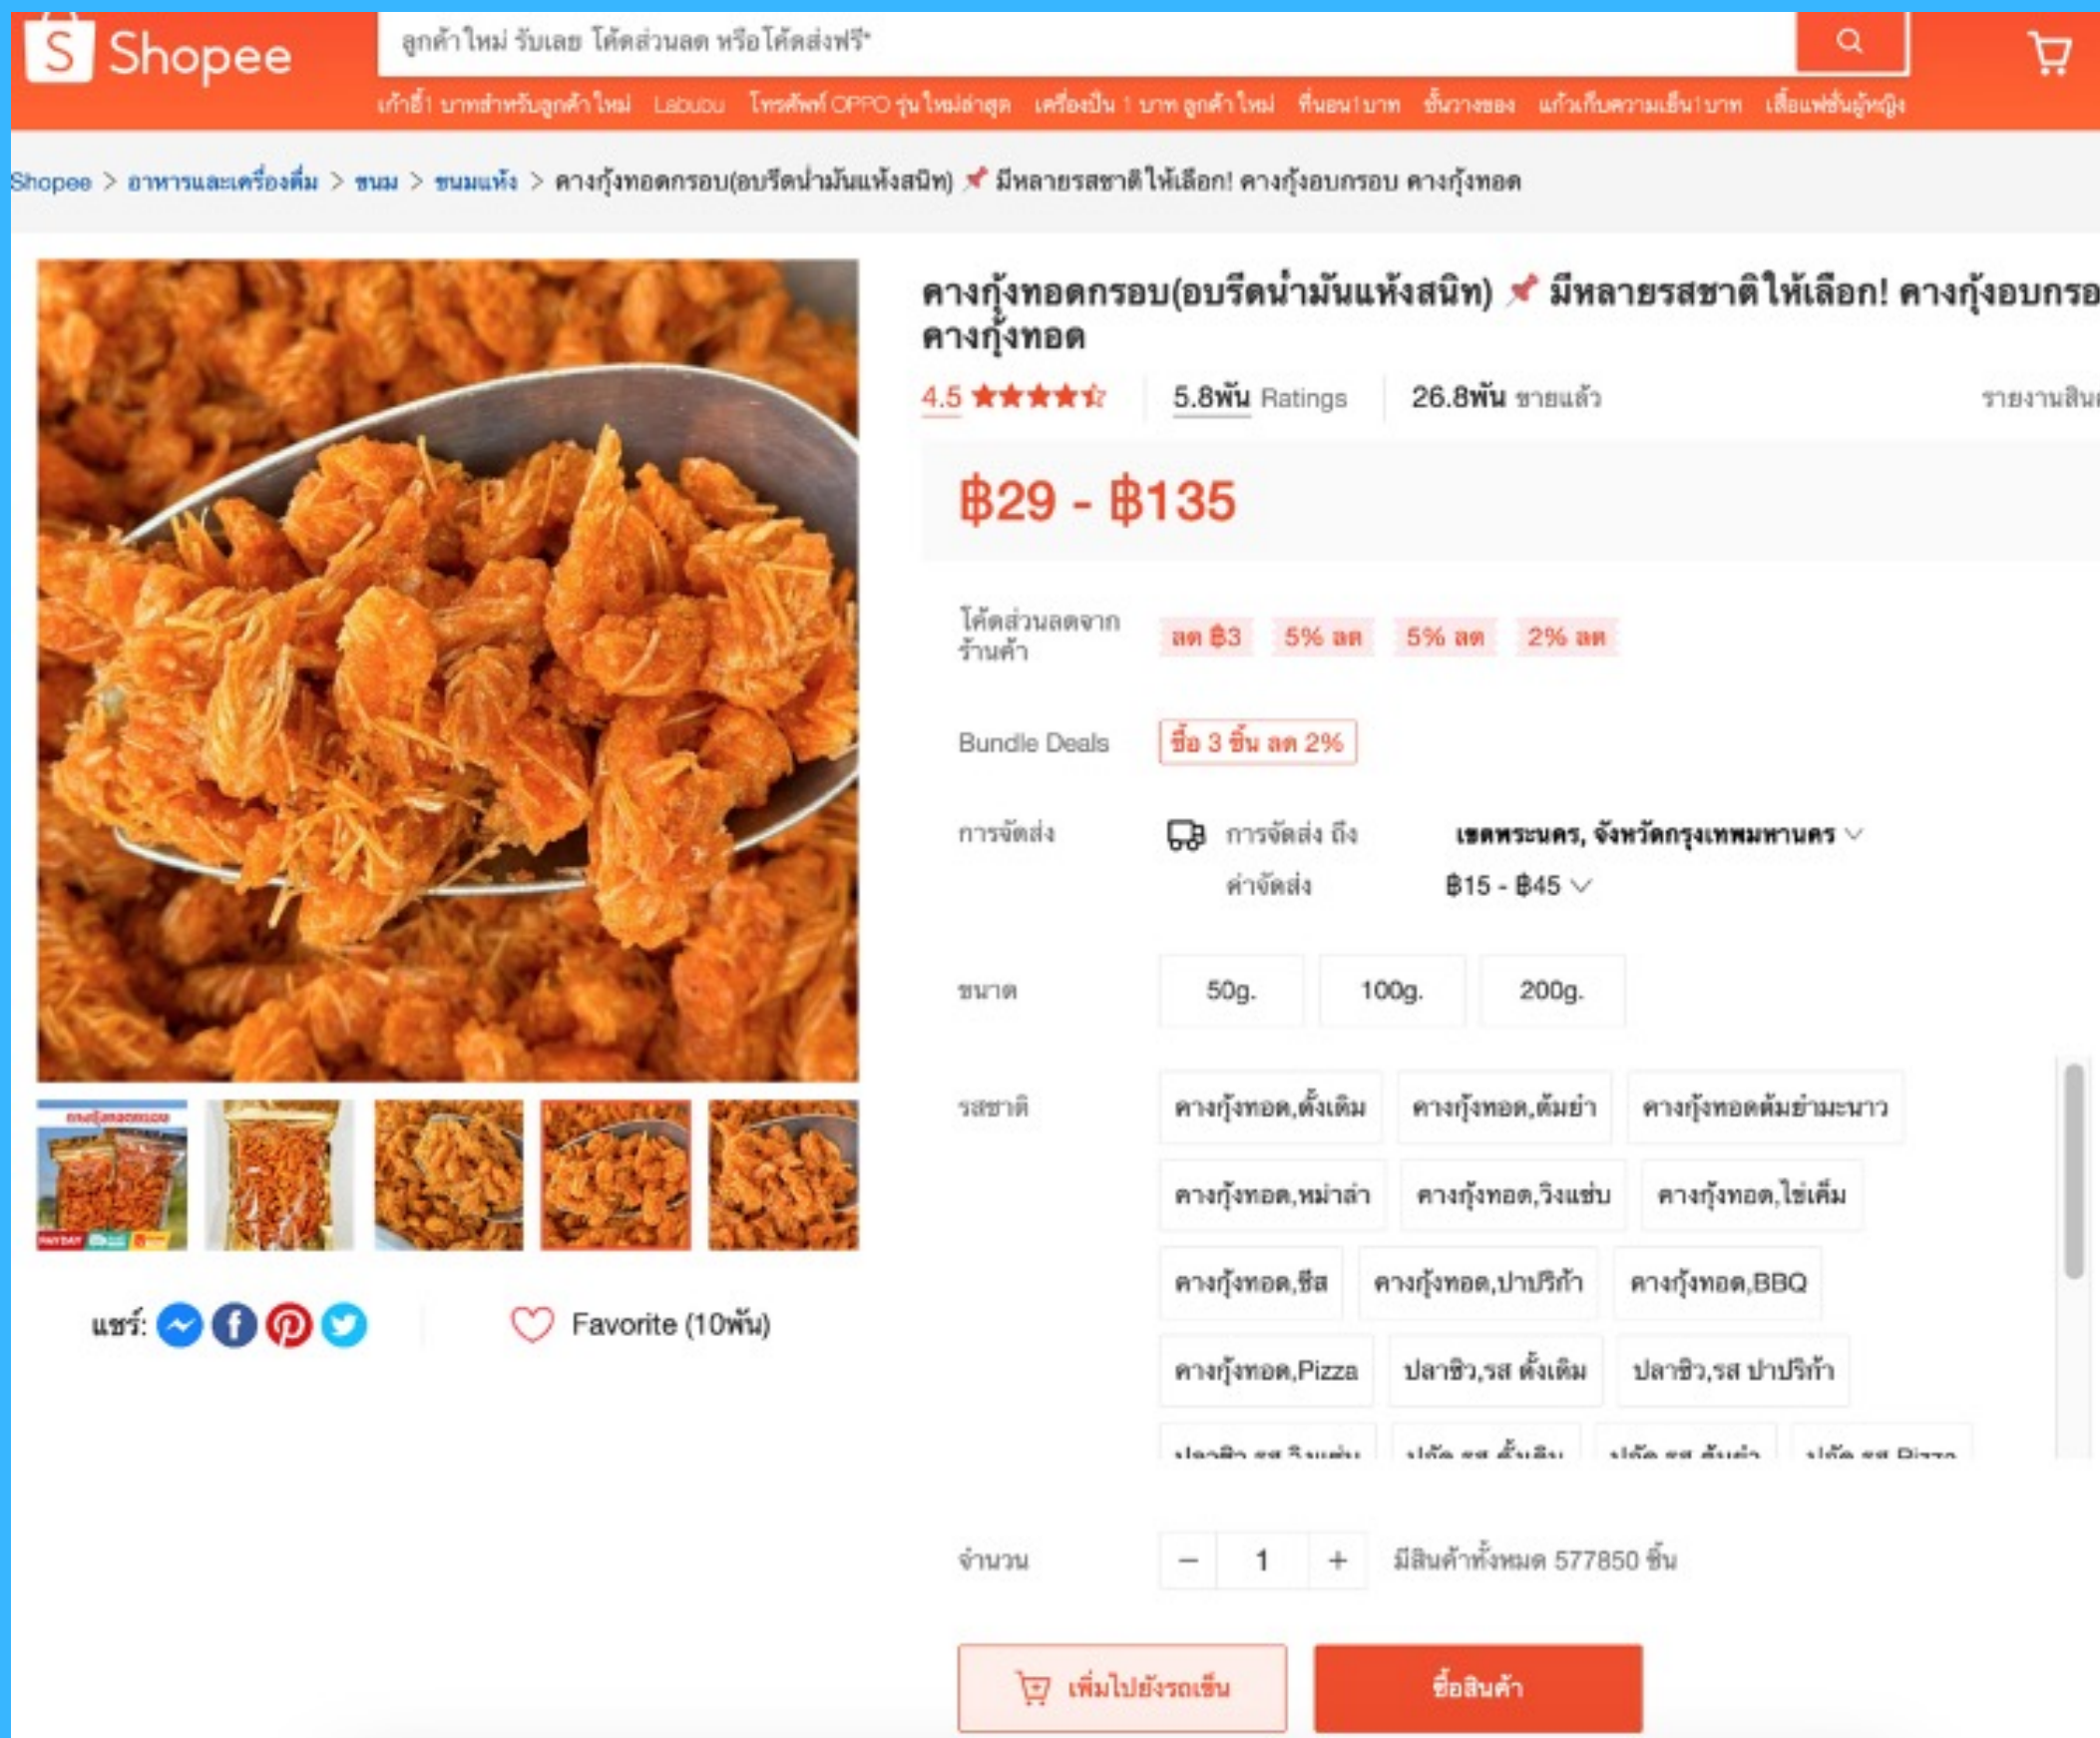 Shopee
ลูกค้าใหม่ รับเลย โค้ดส่วนลด หรือโค้ดส่งฟรี*
เก้าอี้1 บาทสำหรับลูกค้าใหม่ Labubu โทรศัพท์ OPPO รุ่นใหม่ล่าสุด เครื่องปั่น 1 บาท ลูกค้าใหม่ ที่นอน1บาท ชั้นวางของ แก้วเก็บความเย็น1บาท เสื้อแฟชั่นผู้หญิง
Shopee > อาหารและเครื่องดื่ม > ขนม > ขนมแห้ง > คางกุ้งทอดกรอบ(อบรีดน้ำมันแห้งสนิท) 📌 มีหลายรสชาติให้เลือก! คางกุ้งอบกรอบ คางกุ้งทอด
คางกุ้งทอดกรอบ(อบรีดน้ำมันแห้งสนิท) 📌 มีหลายรสชาติให้เลือก! คางกุ้งอบกรอ
คางกุ้งทอด
4.5 5.8พัน Ratings 26.8พัน ขายแล้ว รายงานสิน
฿29 - ฿135
โค้ดส่วนลดจาก
ร้านค้า
ลด ฿3 5% ลด 5% ลด 2% ลด
Bundle Deals ซื้อ 3 ชิ้น ลด 2%
การจัดส่ง การจัดส่ง ถึง เขตพระนคร, จังหวัดกรุงเทพมหานคร
ค่าจัดส่ง ฿15 - ฿45
ขนาด 50g. 100g. 200g.
รสชาติ คางกุ้งทอด,ดั้งเดิม คางกุ้งทอด,ต้มยำ คางกุ้งทอดต้มยำมะนาว
คางกุ้งทอด,หม่าล่า คางกุ้งทอด,วิงแซ่บ คางกุ้งทอด,ไข่เค็ม
คางกุ้งทอด,ชีส คางกุ้งทอด,ปาปริก้า คางกุ้งทอด,BBQ
คางกุ้งทอด,Pizza ปลาซิว,รส ดั้งเดิม ปลาซิว,รส ปาปริก้า
คางกุ้งทอดกรอบ
PAYDAY
แชร์: Favorite (10พัน)
จำนวน − 1 + มีสินค้าทั้งหมด 577850 ชิ้น
เพิ่มไปยังรถเข็น ซื้อสินค้า